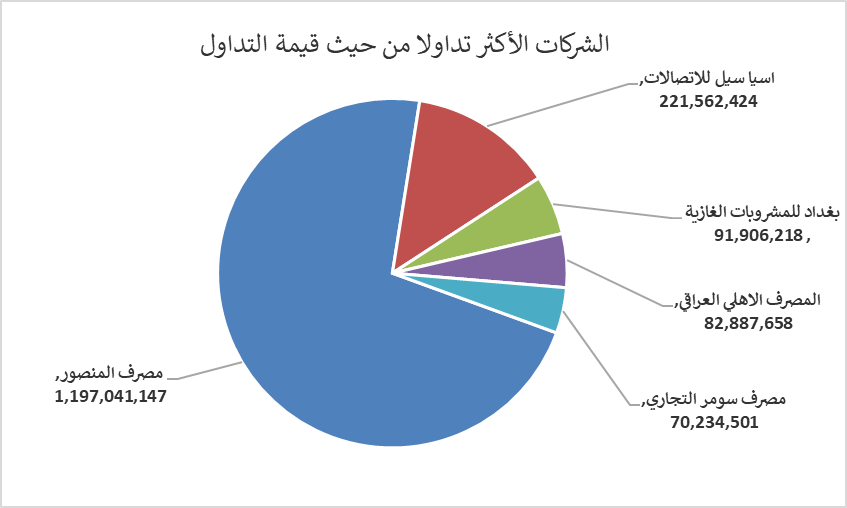 الشركات الأكثر تداولا من حيث قيمة التداول
اسيا سيل للاتصالات,
221,562,424
بغداد للمشروبات الغازية
91,906,218 ,
المصرف الاهلي العراقي,
82,887,658
مصرف سومر التجاري,
70,234,501
مصرف المنصور,
1,197,041,147